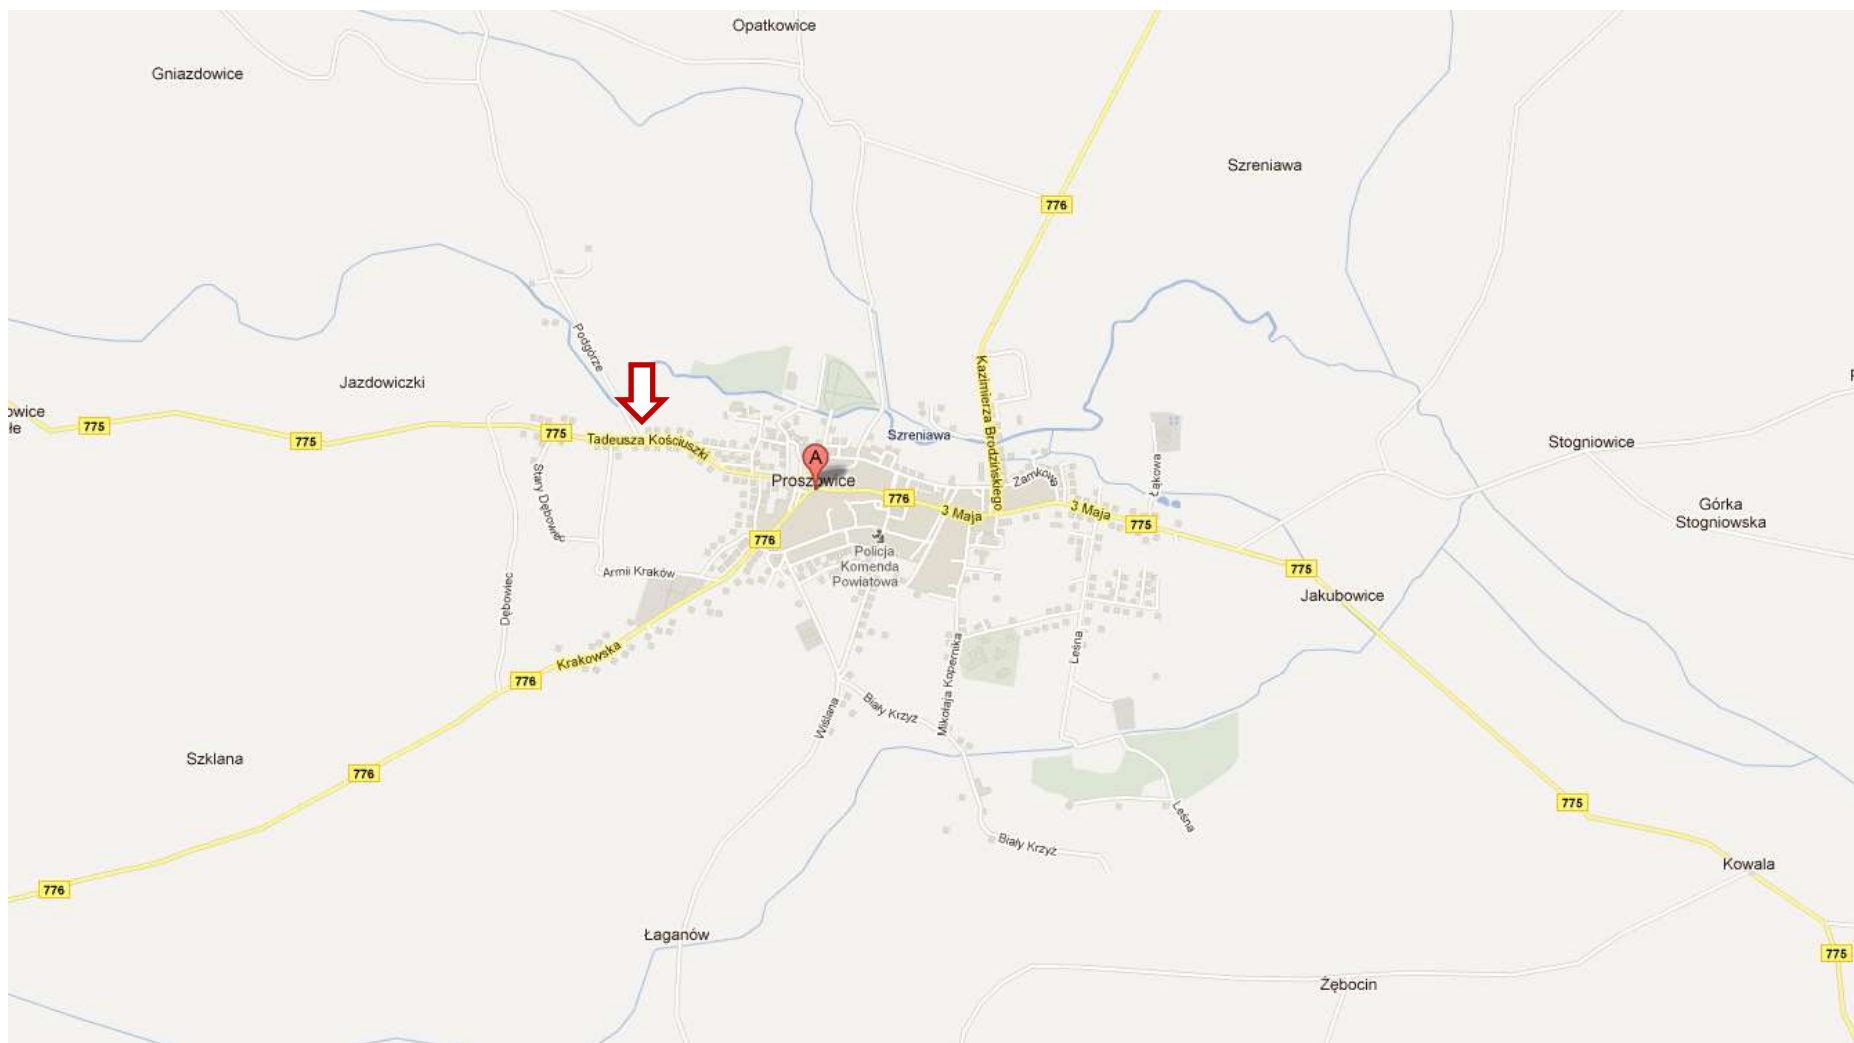 Opatkowice
Gniazdowice
Szreniawa
776
Podgórze
Jazdowiczki
Kazimierza Brodzińskiego
owice
łe
775
775
775
Tadeusza Kościuszki
Szreniawa
Stogniowice
A
Proszowice
Zamkowa
Łąkowa
Stary Dębowiec
776
3 Maja
3 Maja
775
Górka
Stogniowska
776
Policja
Komenda
Powiatowa
Armii Kraków
775
Jakubowice
Dębowiec
Krakowska
776
Leśna
Mikołaja Kopernika
Wiślana
Biały Krzyż
Szklana
776
775
Leśna
Biały Krzyż
Kowala
776
Łaganów
775
Żębocin